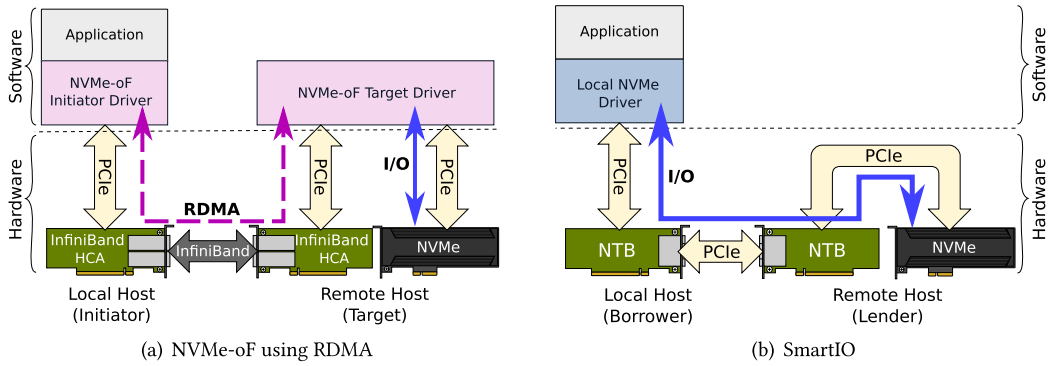 Software
Application
NVMe-oF
Initiator Driver
NVMe-oF Target Driver
Hardware
PCIe
PCIe
I/O
PCIe
RDMA
InfiniBand
HCA
InfiniBand
InfiniBand
HCA
NVMe
Local Host
(Initiator)
Remote Host
(Target)
(a) NVMe-oF using RDMA
Application
Local NVMe
Driver
Software
PCIe
I/O
PCIe
Hardware
NTB
PCIe
NTB
NVMe
Local Host
(Borrower)
Remote Host
(Lender)
(b) SmartIO